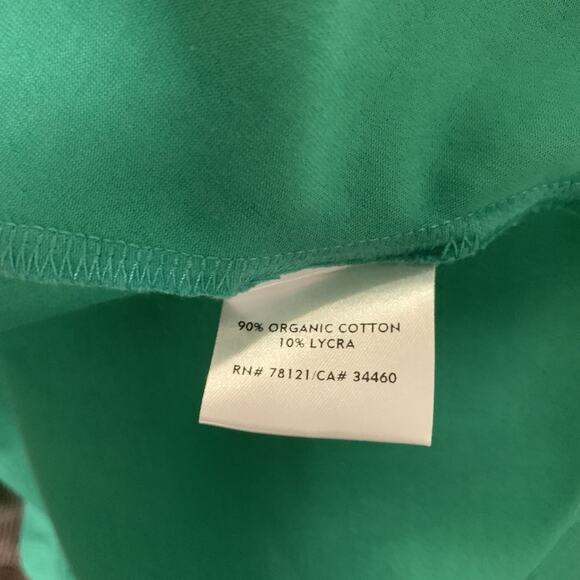 90% ORGANIC COTTON
10% LYCRA
RN# 78121/CA# 34460